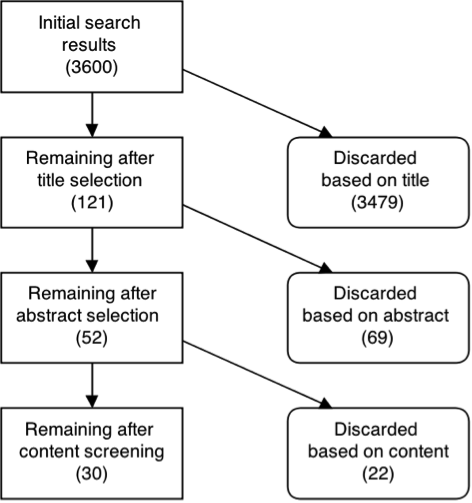 Initial search
results
(3600)
Remaining after
title selection
(121)
Discarded
based on title
(3479)
Remaining after
abstract selection
(52)
Discarded
based on abstract
(69)
Remaining after
content screening
(30)
Discarded
based on content
(22)